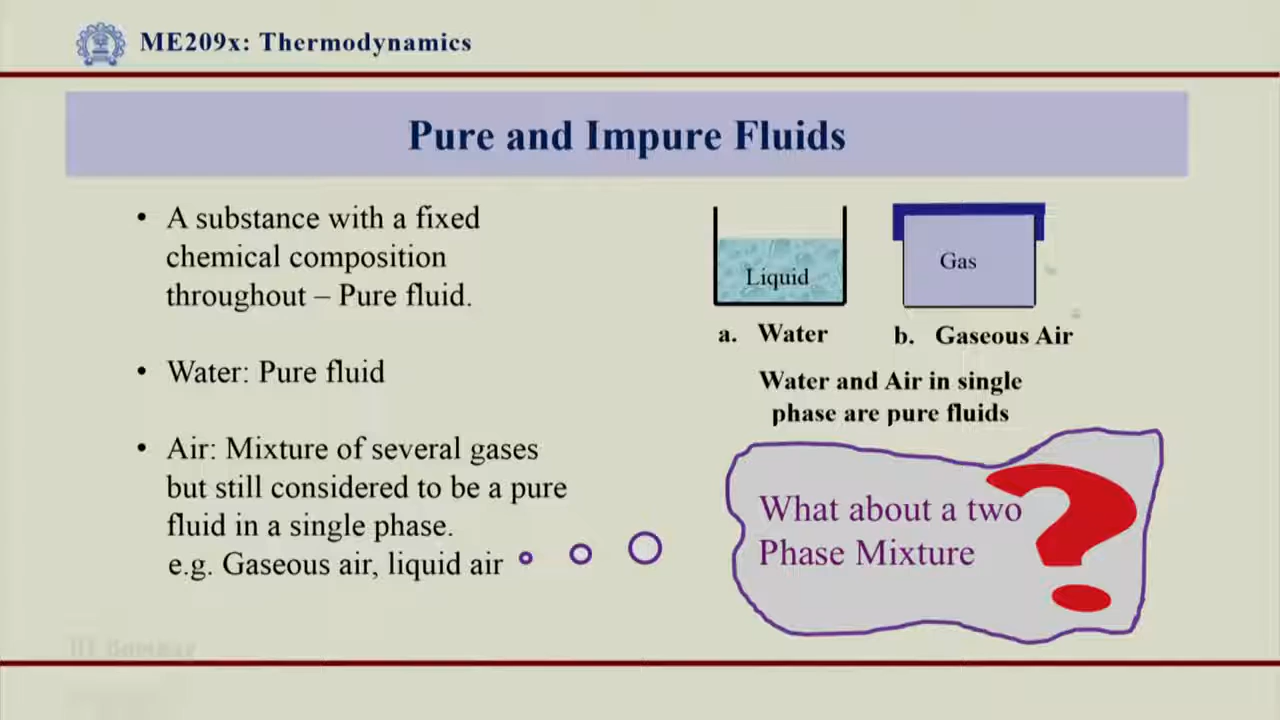 ME209x: Thermodynamics
Pure and Impure Fluids
• A substance with a fixed
chemical composition
throughout – Pure fluid.
• Water: Pure fluid
• Air: Mixture of several gases
but still considered to be a pure
fluid in a single phase.
e.g. Gaseous air, liquid air
Liquid
Gas
a. Water
b. Gaseous Air
Water and Air in single
phase are pure fluids
What about a two
Phase Mixture
?
IIT Bombay